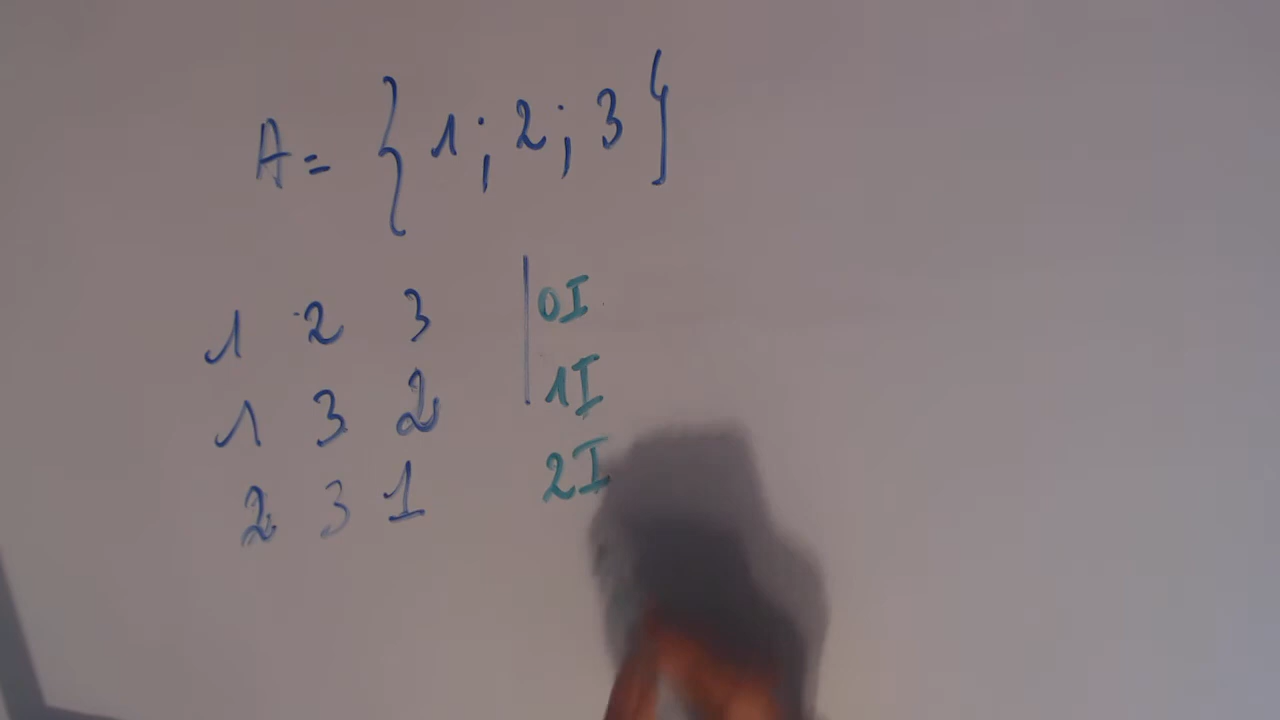 A = {1; 2; 3}
1 2 3 | 0I
1 3 2 | 1I
2 3 1 2I